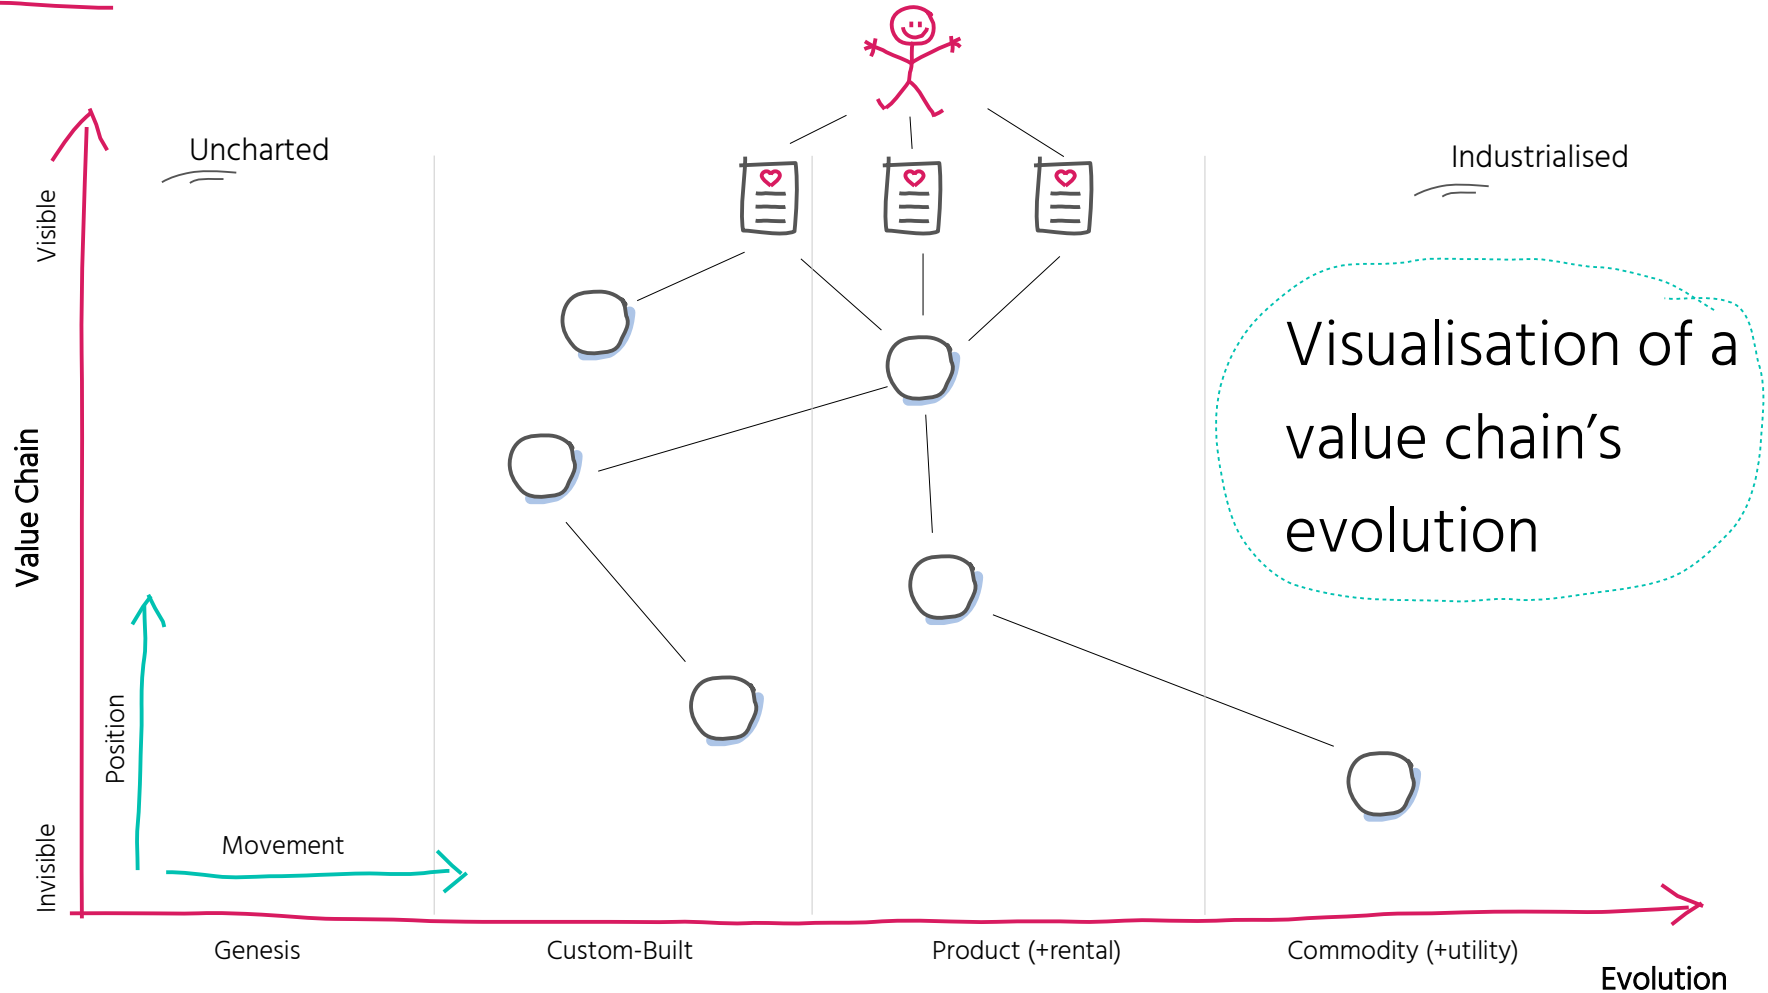 Uncharted
Industrialised
Visible
Value Chain
Visualisation of a
value chain’s
evolution
Position
Movement
Invisible
Genesis
Custom-Built
Product (+rental)
Commodity (+utility)
Evolution